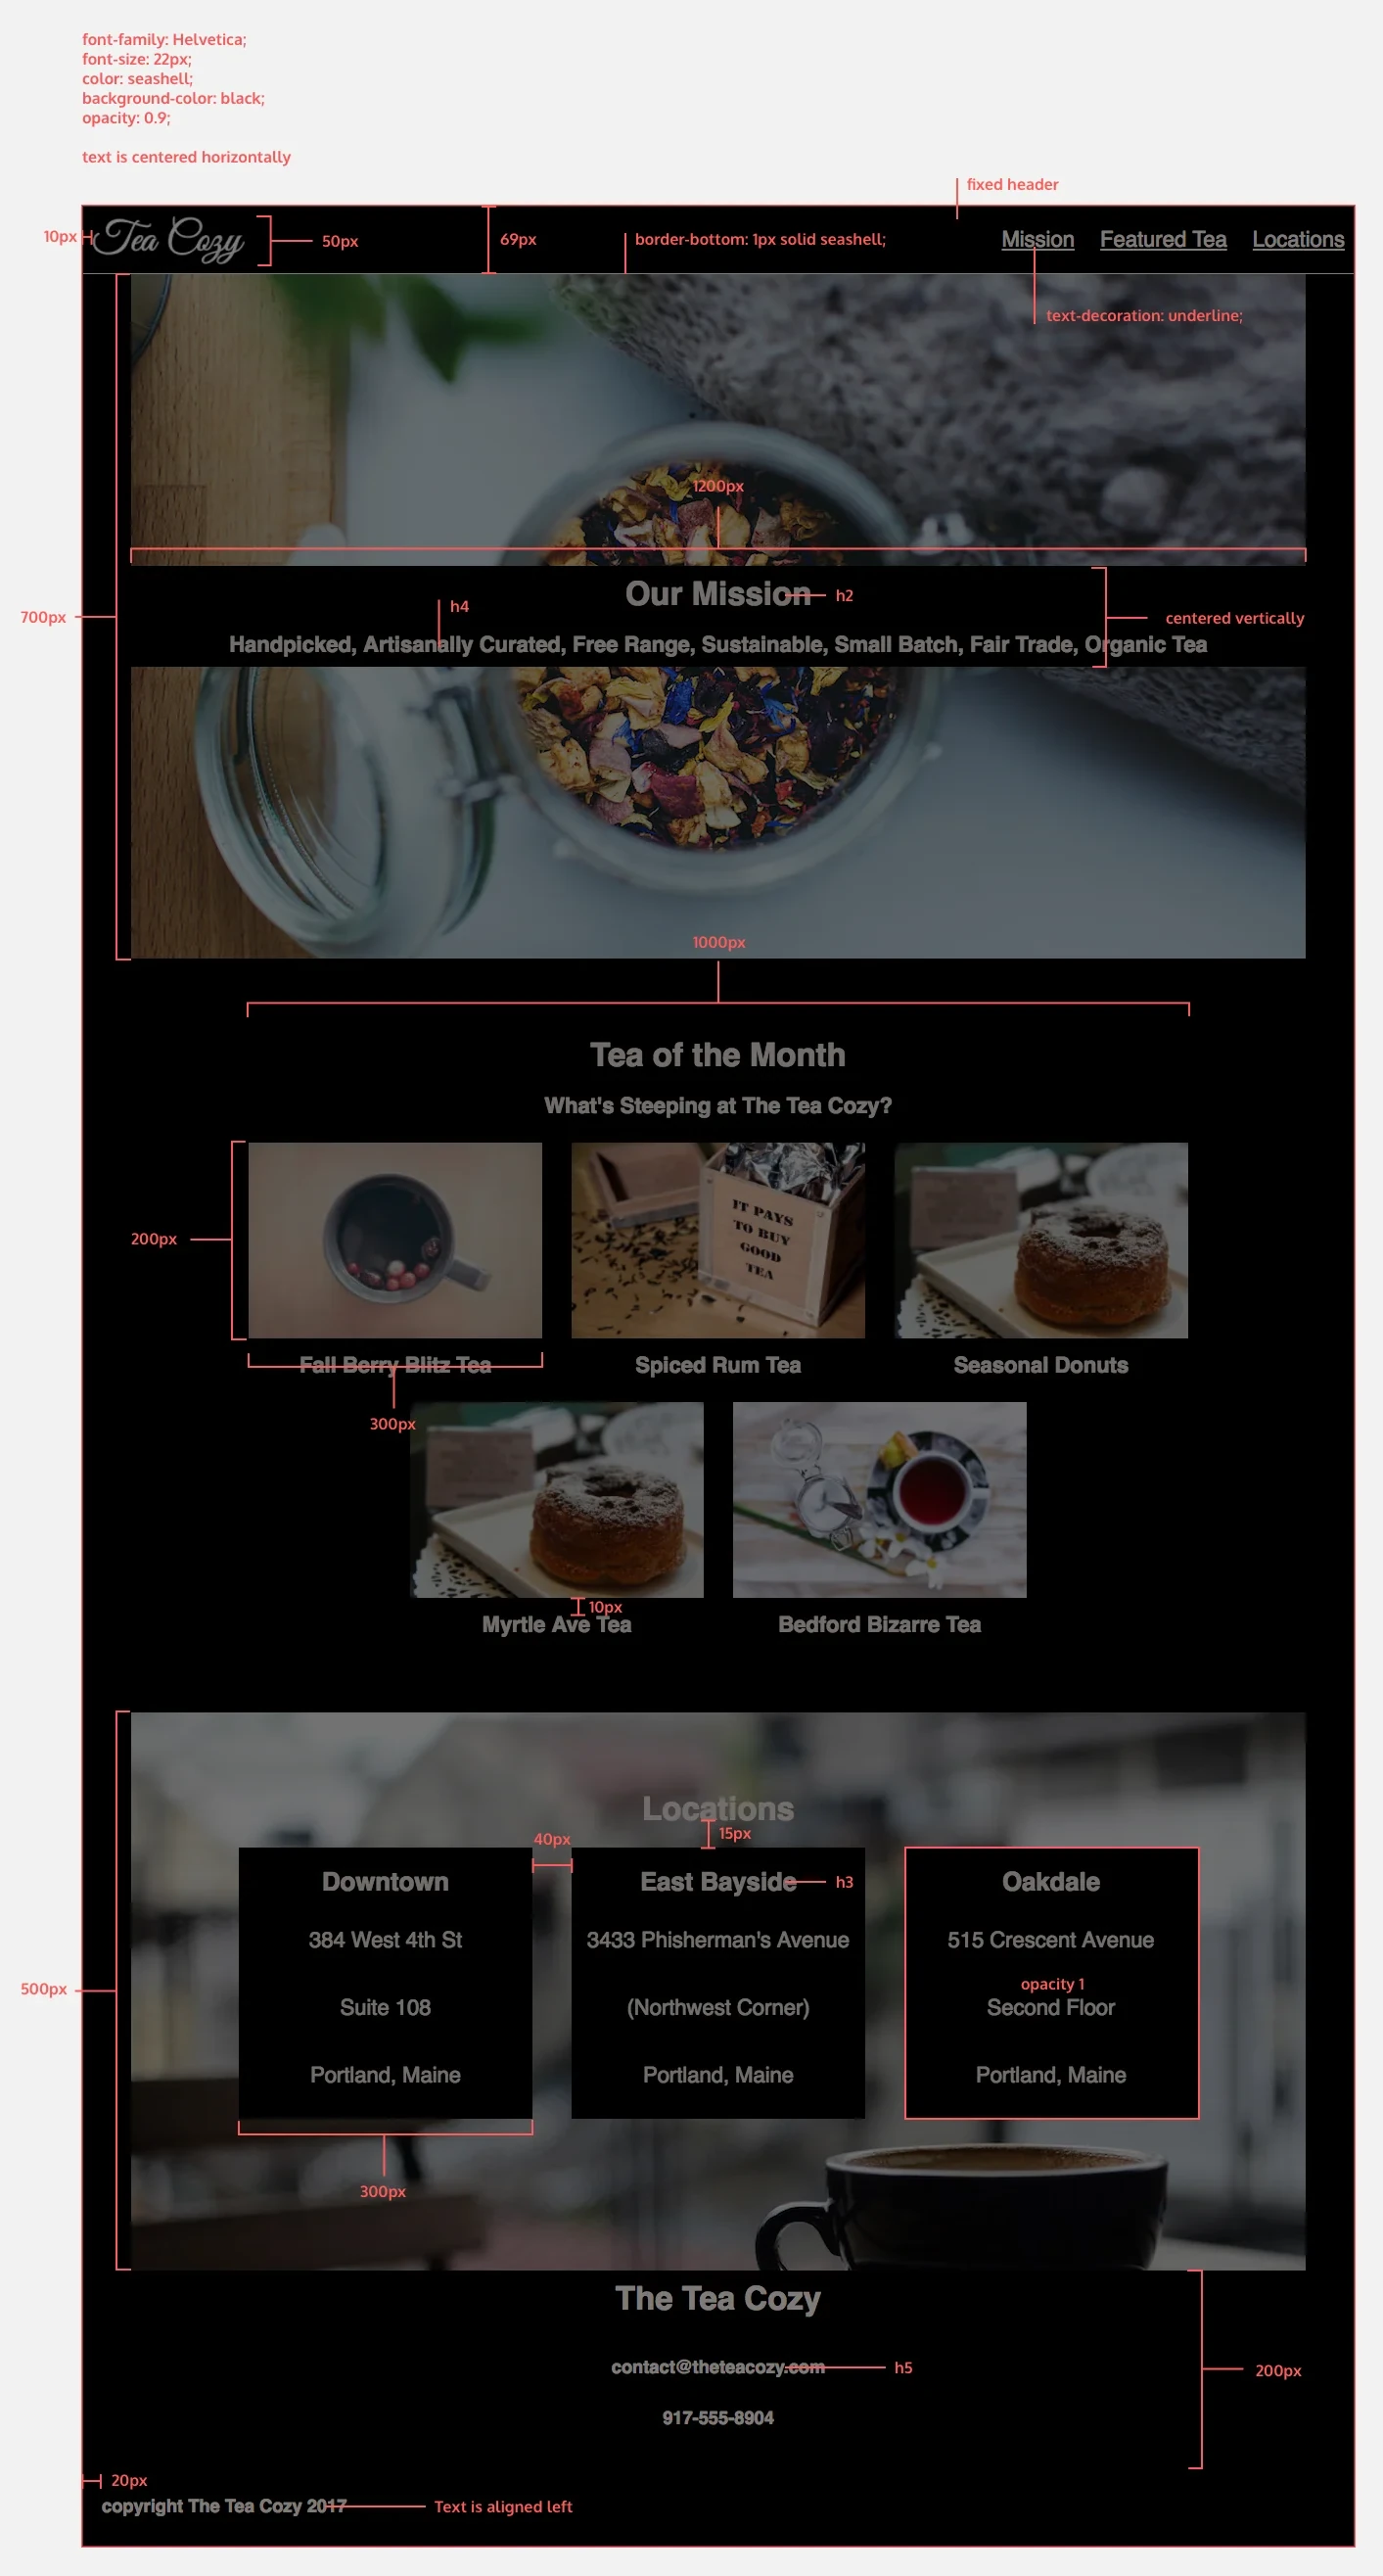 font-family: Helvetica;
font-size: 22px;
color: seashell;
background-color: black;
opacity: 0.9;
text is centered horizontally
fixed header
10px
Tea Cozy
50px
69px
border-bottom: 1px solid seashell;
Mission
Featured Tea
Locations
text-decoration: underline;
1200px
Our Mission
h2
h4
700px
centered vertically
Handpicked, Artisanally Curated, Free Range, Sustainable, Small Batch, Fair Trade, Organic Tea
1000px
Tea of the Month
What's Steeping at The Tea Cozy?
IT PAYS
TO BUY
GOOD
TEA
200px
Fall Berry Blitz Tea
Spiced Rum Tea
Seasonal Donuts
300px
10px
Myrtle Ave Tea
Bedford Bizarre Tea
Locations
15px
40px
Downtown
East Bayside
h3
Oakdale
384 West 4th St
3433 Phisherman's Avenue
515 Crescent Avenue
opacity 1
500px
Suite 108
(Northwest Corner)
Second Floor
Portland, Maine
Portland, Maine
Portland, Maine
300px
The Tea Cozy
contact@theteacozy.com
h5
200px
917-555-8904
20px
copyright The Tea Cozy 2017
Text is aligned left